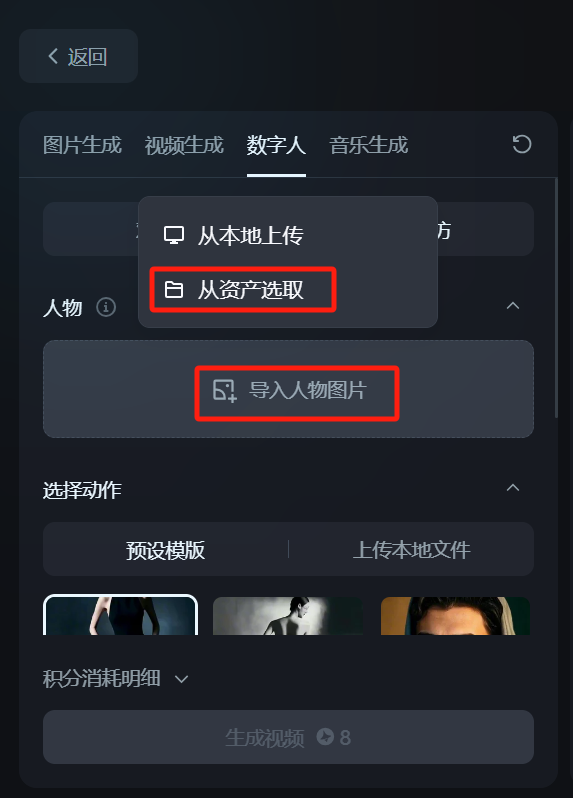 返回
图片生成 视频生成 数字人 音乐生成
从本地上传
从资产选取
人物
导入人物图片
选择动作
预设模版 上传本地文件
积分消耗明细
生成视频 8